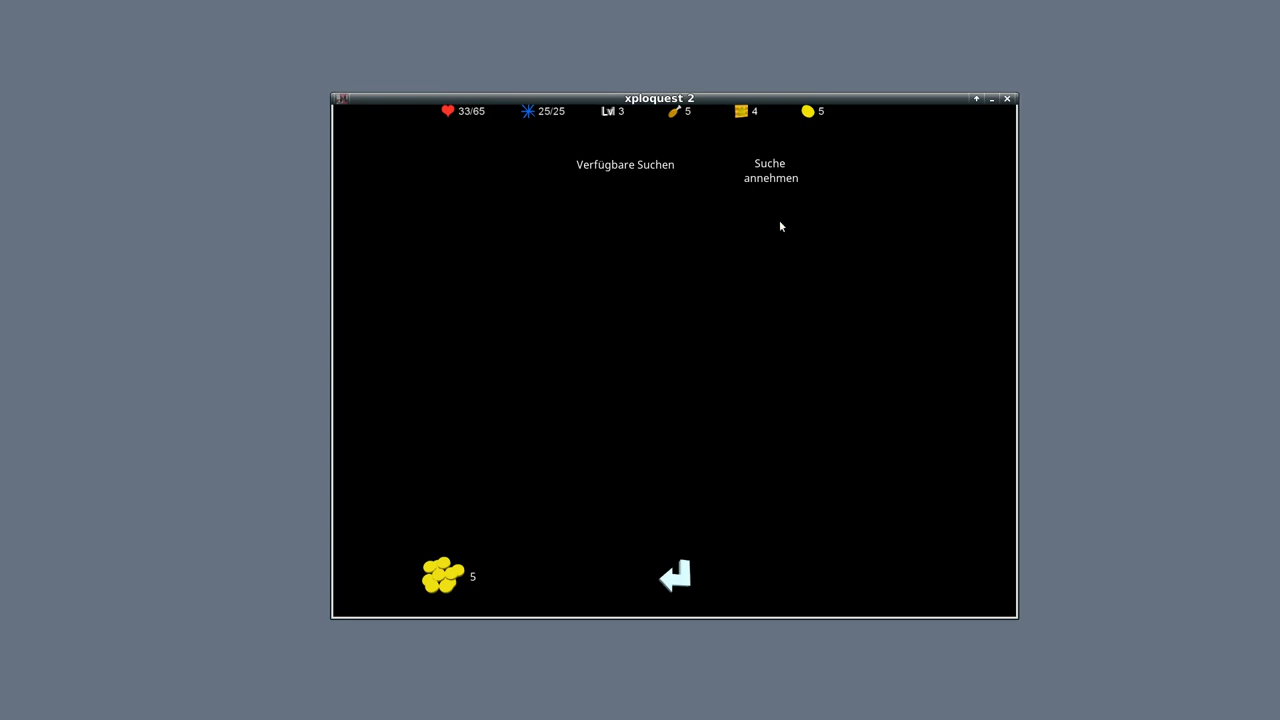 xploquest 2
33/65 25/25 Lvl 3 5 4 5
Verfügbare Suchen
Suche
annehmen
5